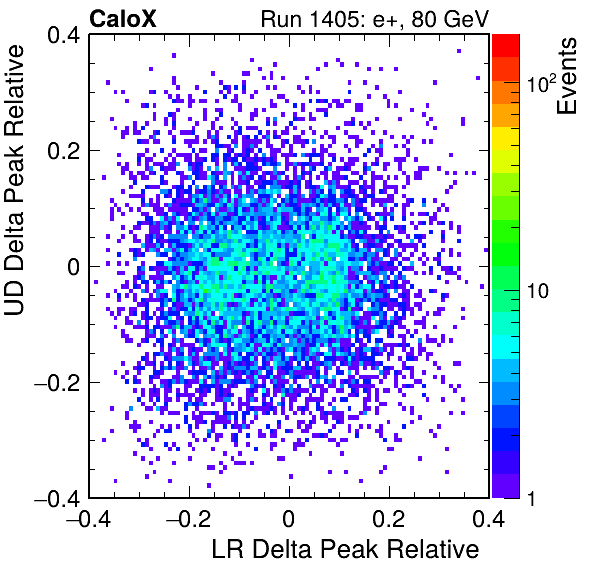 CaloX Run 1405: e+, 80 GeV
UD Delta Peak Relative
0.4
0.2
0
−0.2
−0.4
−0.4 −0.2 0 0.2 0.4
LR Delta Peak Relative
Events
10²
10
1